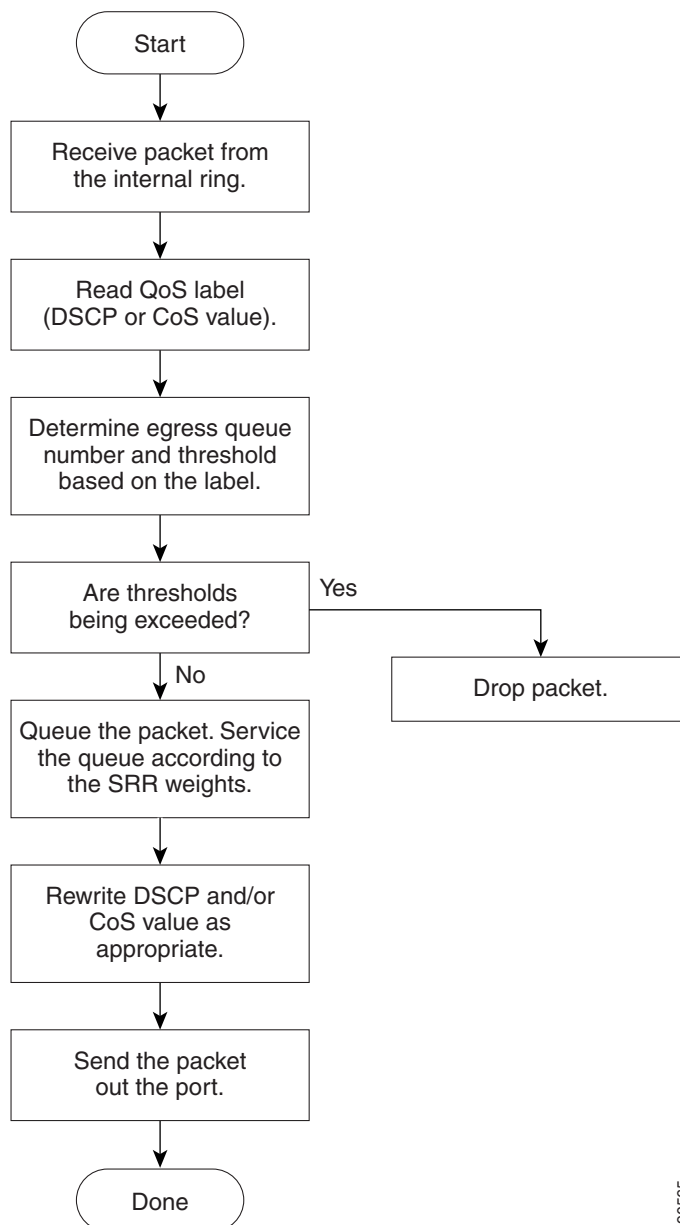 Start
Receive packet from
the internal ring.
Read QoS label
(DSCP or CoS value).
Determine egress queue
number and threshold
based on the label.
Are thresholds
being exceeded?
Yes
No
Drop packet.
Queue the packet. Service
the queue according to
the SRR weights.
Rewrite DSCP and/or
CoS value as
appropriate.
Send the packet
out the port.
Done